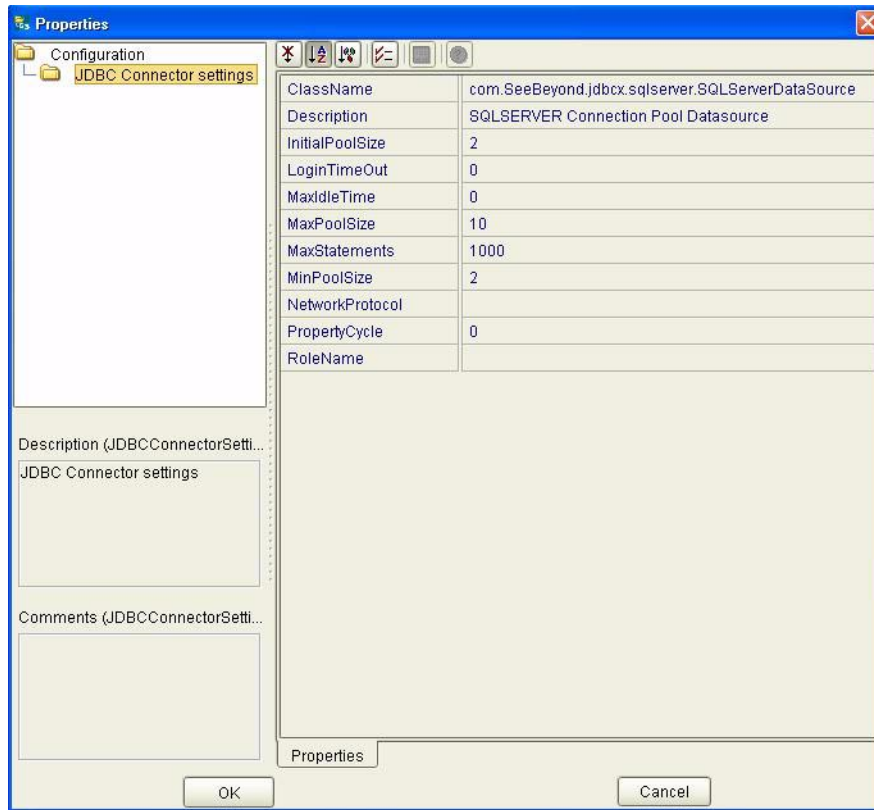 Properties
Configuration
JDBC Connector settings
ClassName com.SeeBeyond.jdbcx.sqlserver.SQLServerDataSource
Description SQLSERVER Connection Pool Datasource
InitialPoolSize 2
LoginTimeOut 0
MaxIdleTime 0
MaxPoolSize 10
MaxStatements 1000
MinPoolSize 2
NetworkProtocol
PropertyCycle 0
RoleName
Description (JDBCConnectorSetti...
JDBC Connector settings
Comments (JDBCConnectorSetti...
Properties
OK Cancel